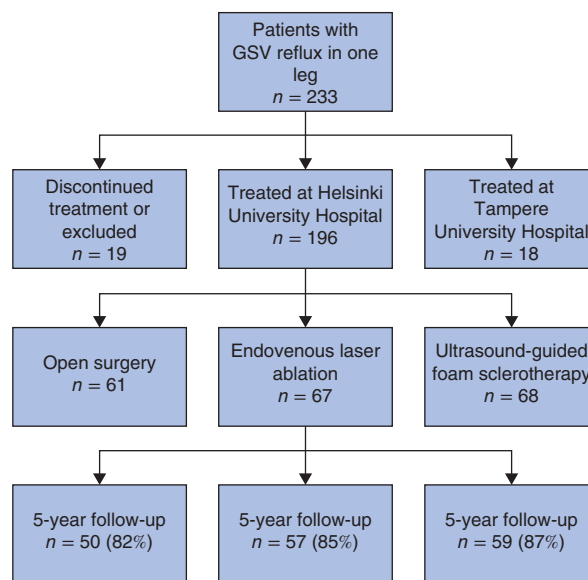 Patients with
GSV reflux in one
leg
n = 233
Discontinued
treatment or
excluded
n = 19
Treated at Helsinki
University Hospital
n = 196
Treated at
Tampere
University Hospital
n = 18
Open surgery
n = 61
Endovenous laser
ablation
n = 67
Ultrasound-guided
foam sclerotherapy
n = 68
5-year follow-up
n = 50 (82%)
5-year follow-up
n = 57 (85%)
5-year follow-up
n = 59 (87%)